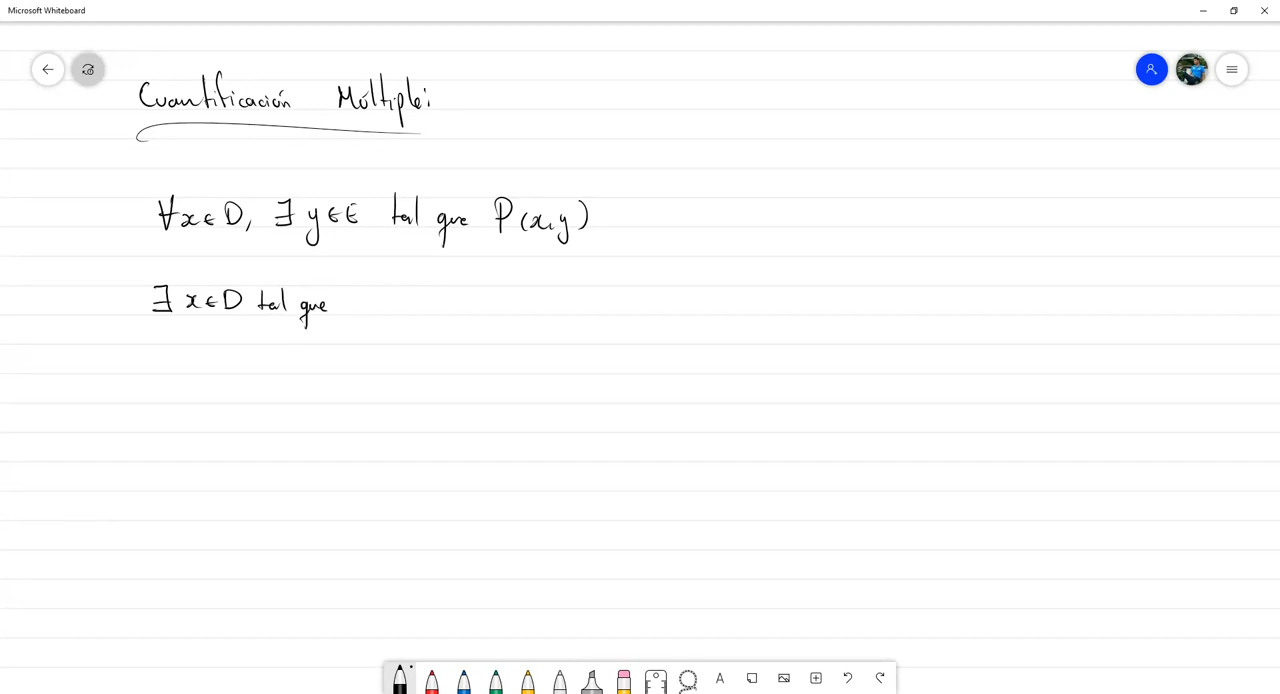 Microsoft Whiteboard
Cuantificación Múltiple:
∀x∈D, ∃ y∈E tal que P(x,y)
∃ x∈D tal que